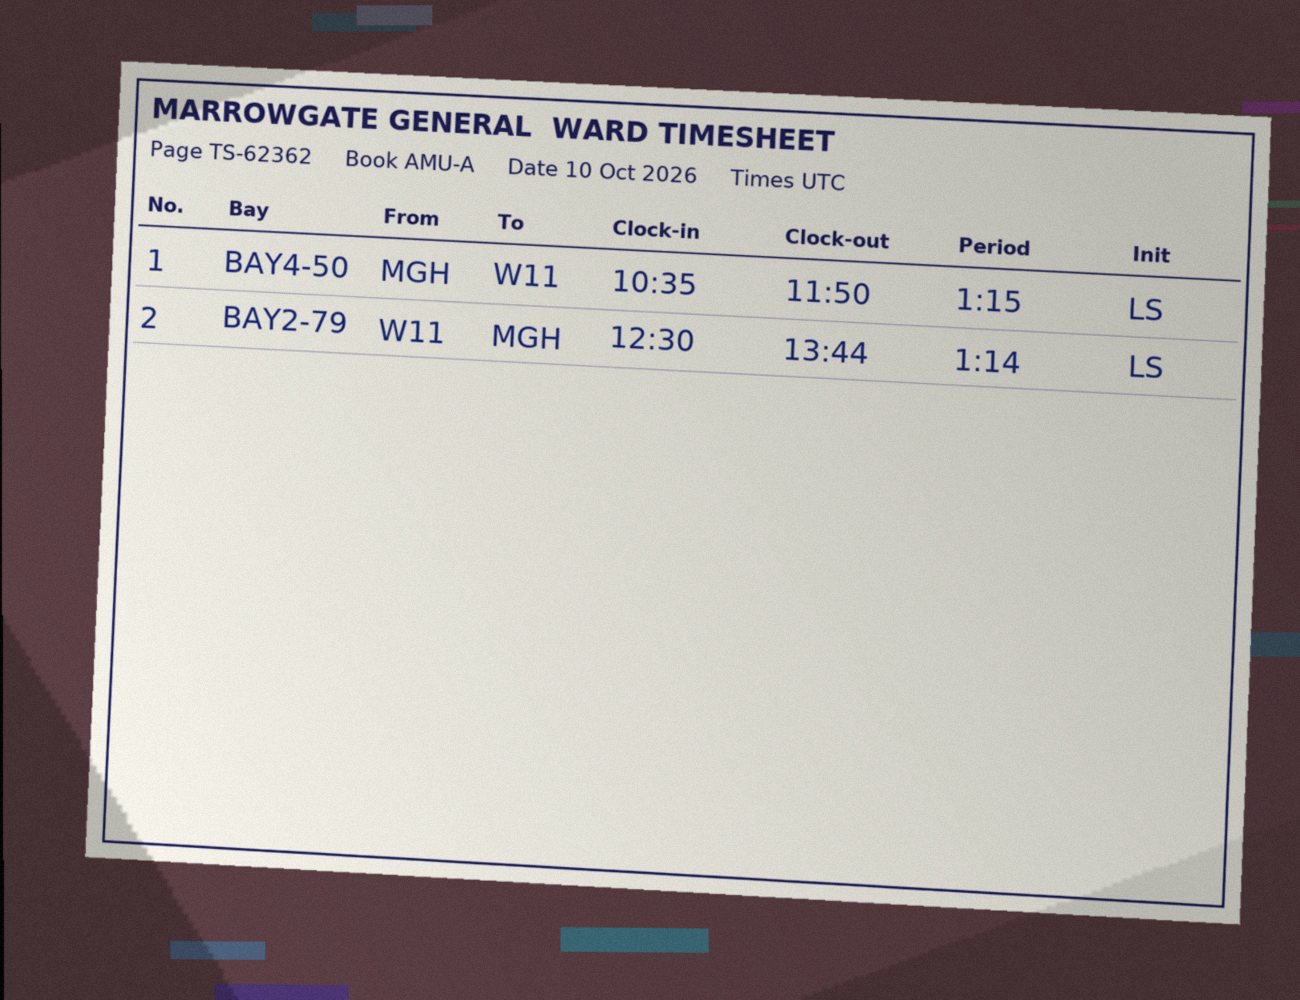 MARROWGATE GENERAL WARD TIMESHEET
Page TS-62362 Book AMU-A Date 10 Oct 2026 Times UTC
No. Bay From To Clock-in Clock-out Period Init
1 BAY4-50 MGH W11 10:35 11:50 1:15 LS
2 BAY2-79 W11 MGH 12:30 13:44 1:14 LS